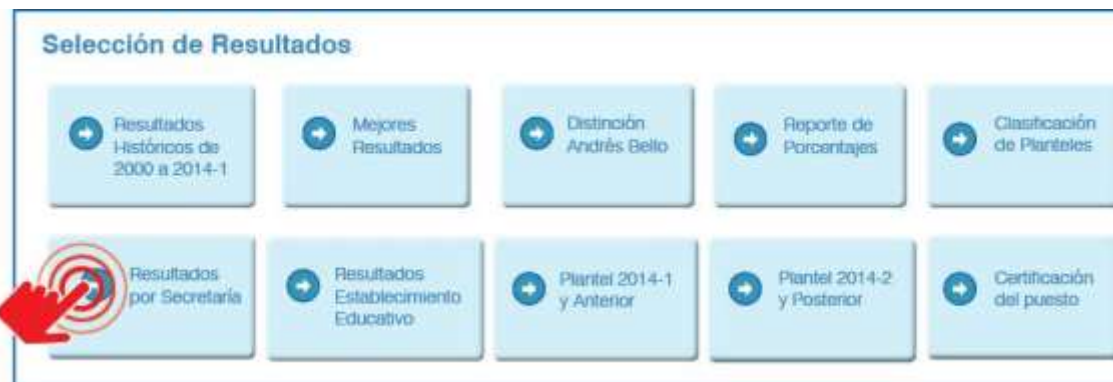 Selección de Resultados
Resultados
Históricos de
2000 a 2014-1
Mejores
Resultados
Distinción
Andrés Bello
Reporte de
Porcentajes
Clasificación
de Planteles
Resultados
por Secretaría
Resultados
Establecimiento
Educativo
Plantel 2014-1
y Anterior
Plantel 2014-2
y Posterior
Certificación
del puesto